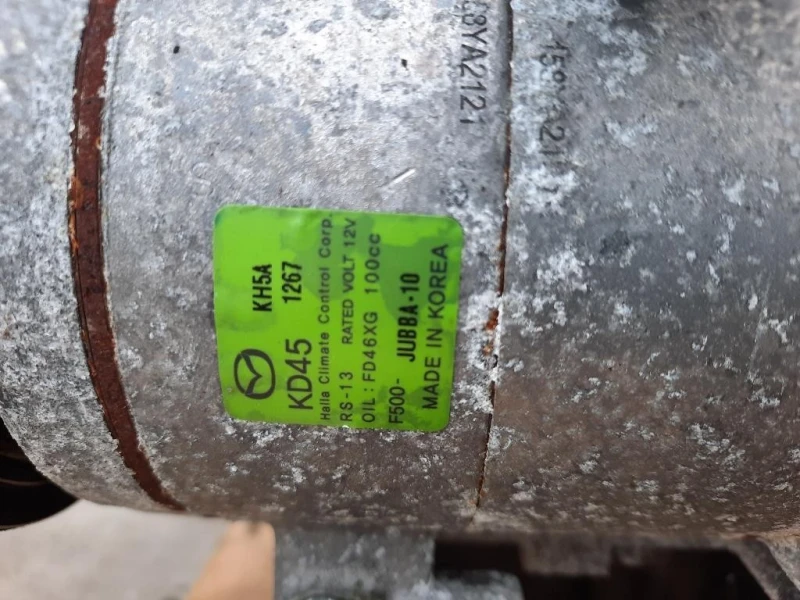 KH5A
KD45 1267
Halla Climate Control Corp.
RS-13 RATED VOLT 12V
OIL : FD46XG 100cc
F500- JUBBA-10
MADE IN KOREA